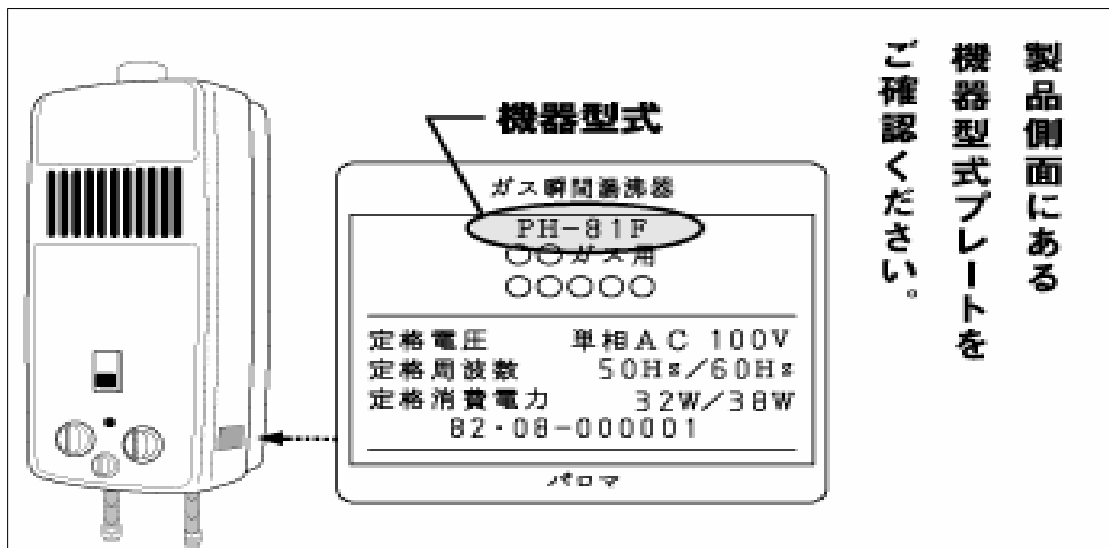 製品側面にある
機器型式プレートを
ご確認ください。
機器型式
ガス瞬間湯沸器
PH-81F
〇〇ガス用
〇〇〇〇〇
定格電圧 単相AC 100V
定格周波数 50Hz/60Hz
定格消費電力 32W/38W
82・08-000001
パロマ